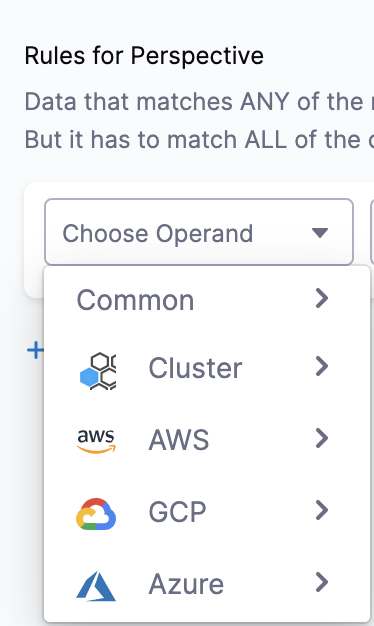 Rules for Perspective
Data that matches ANY of the
But it has to match ALL of the
Choose Operand
Common
Cluster
aws AWS
GCP
Azure